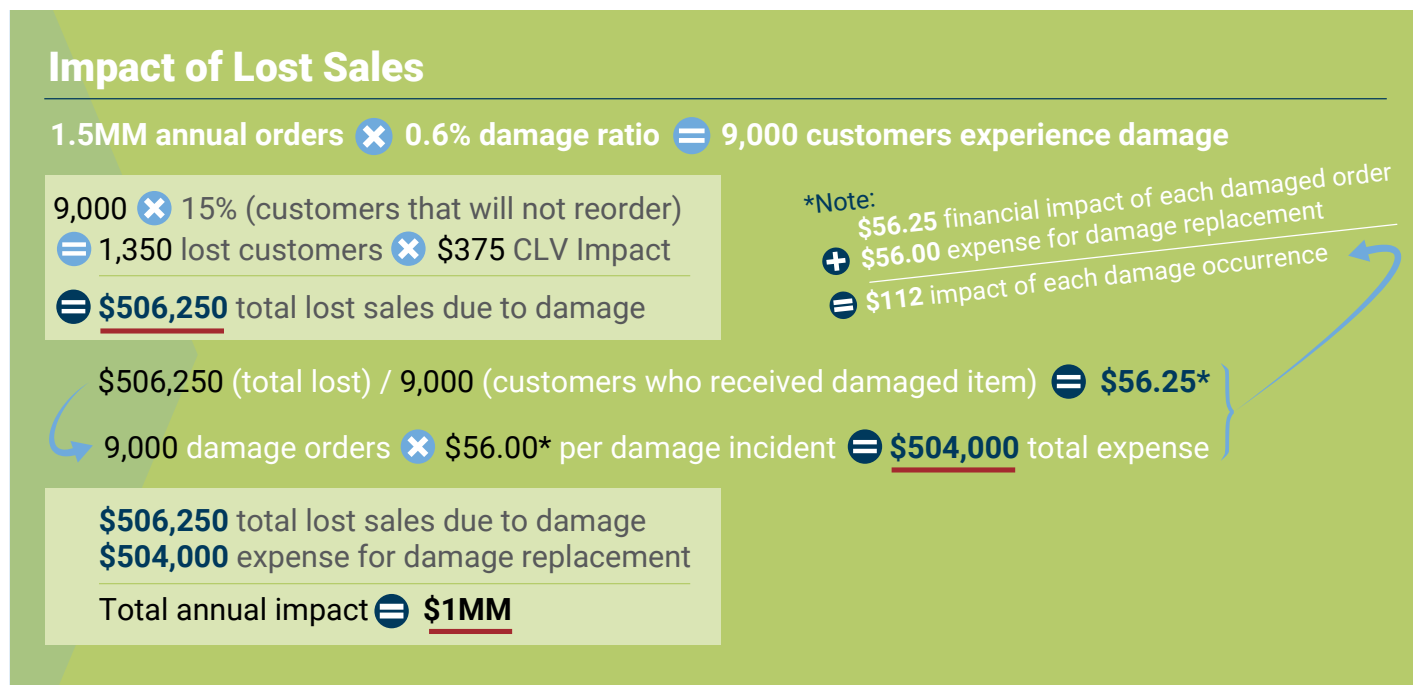 Impact of Lost Sales
1.5MM annual orders × 0.6% damage ratio = 9,000 customers experience damage
9,000 × 15% (customers that will not reorder)
= 1,350 lost customers × $375 CLV Impact
= $506,250 total lost sales due to damage
*Note:
$56.25 financial impact of each damaged order
+ $56.00 expense for damage replacement
= $112 impact of each damage occurrence
$506,250 (total lost) / 9,000 (customers who received damaged item) = $56.25*
9,000 damage orders × $56.00* per damage incident = $504,000 total expense
$506,250 total lost sales due to damage
$504,000 expense for damage replacement
Total annual impact = $1MM